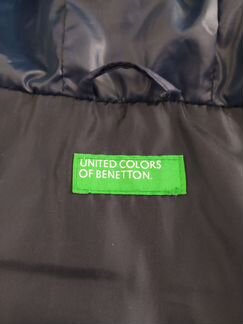 UNITED COLORS
OF BENETTON.